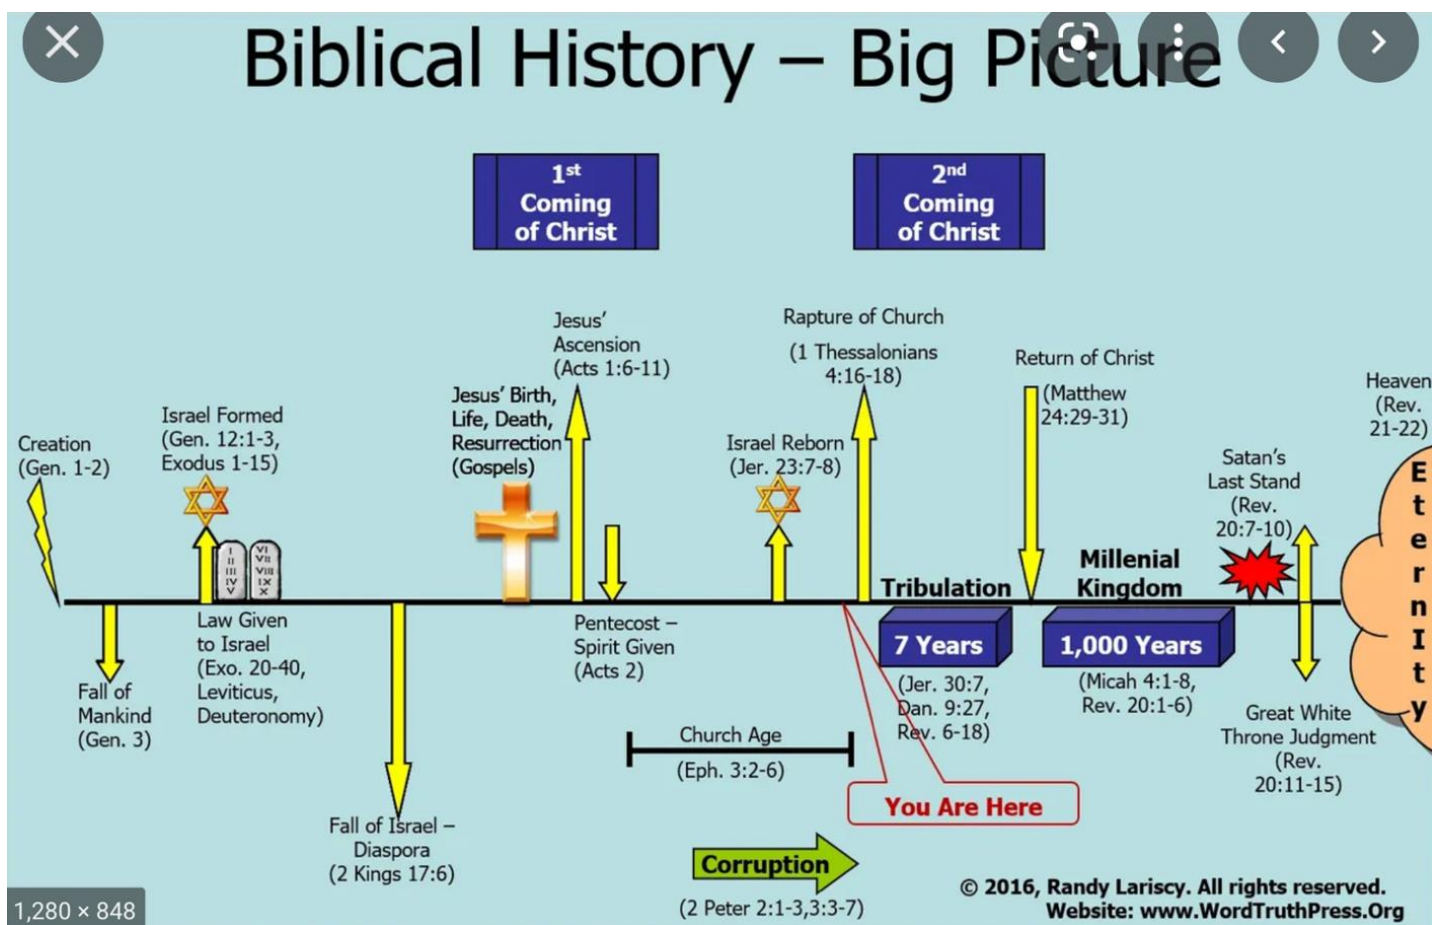 Biblical History – Big Picture
1st
Coming
of Christ
2nd
Coming
of Christ
Creation
(Gen. 1-2)
Fall of
Mankind
(Gen. 3)
Israel Formed
(Gen. 12:1-3,
Exodus 1-15)
I
II
III
IV
V
VI
VII
VIII
IX
X
Law Given
to Israel
(Exo. 20-40,
Leviticus,
Deuteronomy)
Fall of Israel –
Diaspora
(2 Kings 17:6)
Jesus' Birth,
Life, Death,
Resurrection
(Gospels)
Jesus'
Ascension
(Acts 1:6-11)
Pentecost –
Spirit Given
(Acts 2)
Church Age
(Eph. 3:2-6)
Israel Reborn
(Jer. 23:7-8)
Rapture of Church
(1 Thessalonians
4:16-18)
You Are Here
Corruption
(2 Peter 2:1-3,3:3-7)
Tribulation
7 Years
(Jer. 30:7,
Dan. 9:27,
Rev. 6-18)
Return of Christ
(Matthew
24:29-31)
Millenial
Kingdom
1,000 Years
(Micah 4:1-8,
Rev. 20:1-6)
Satan's
Last Stand
(Rev.
20:7-10)
Great White
Throne Judgment
(Rev.
20:11-15)
Heaven
(Rev.
21-22)
EternIty
© 2016, Randy Lariscy. All rights reserved.
Website: www.WordTruthPress.Org
1,280 × 848